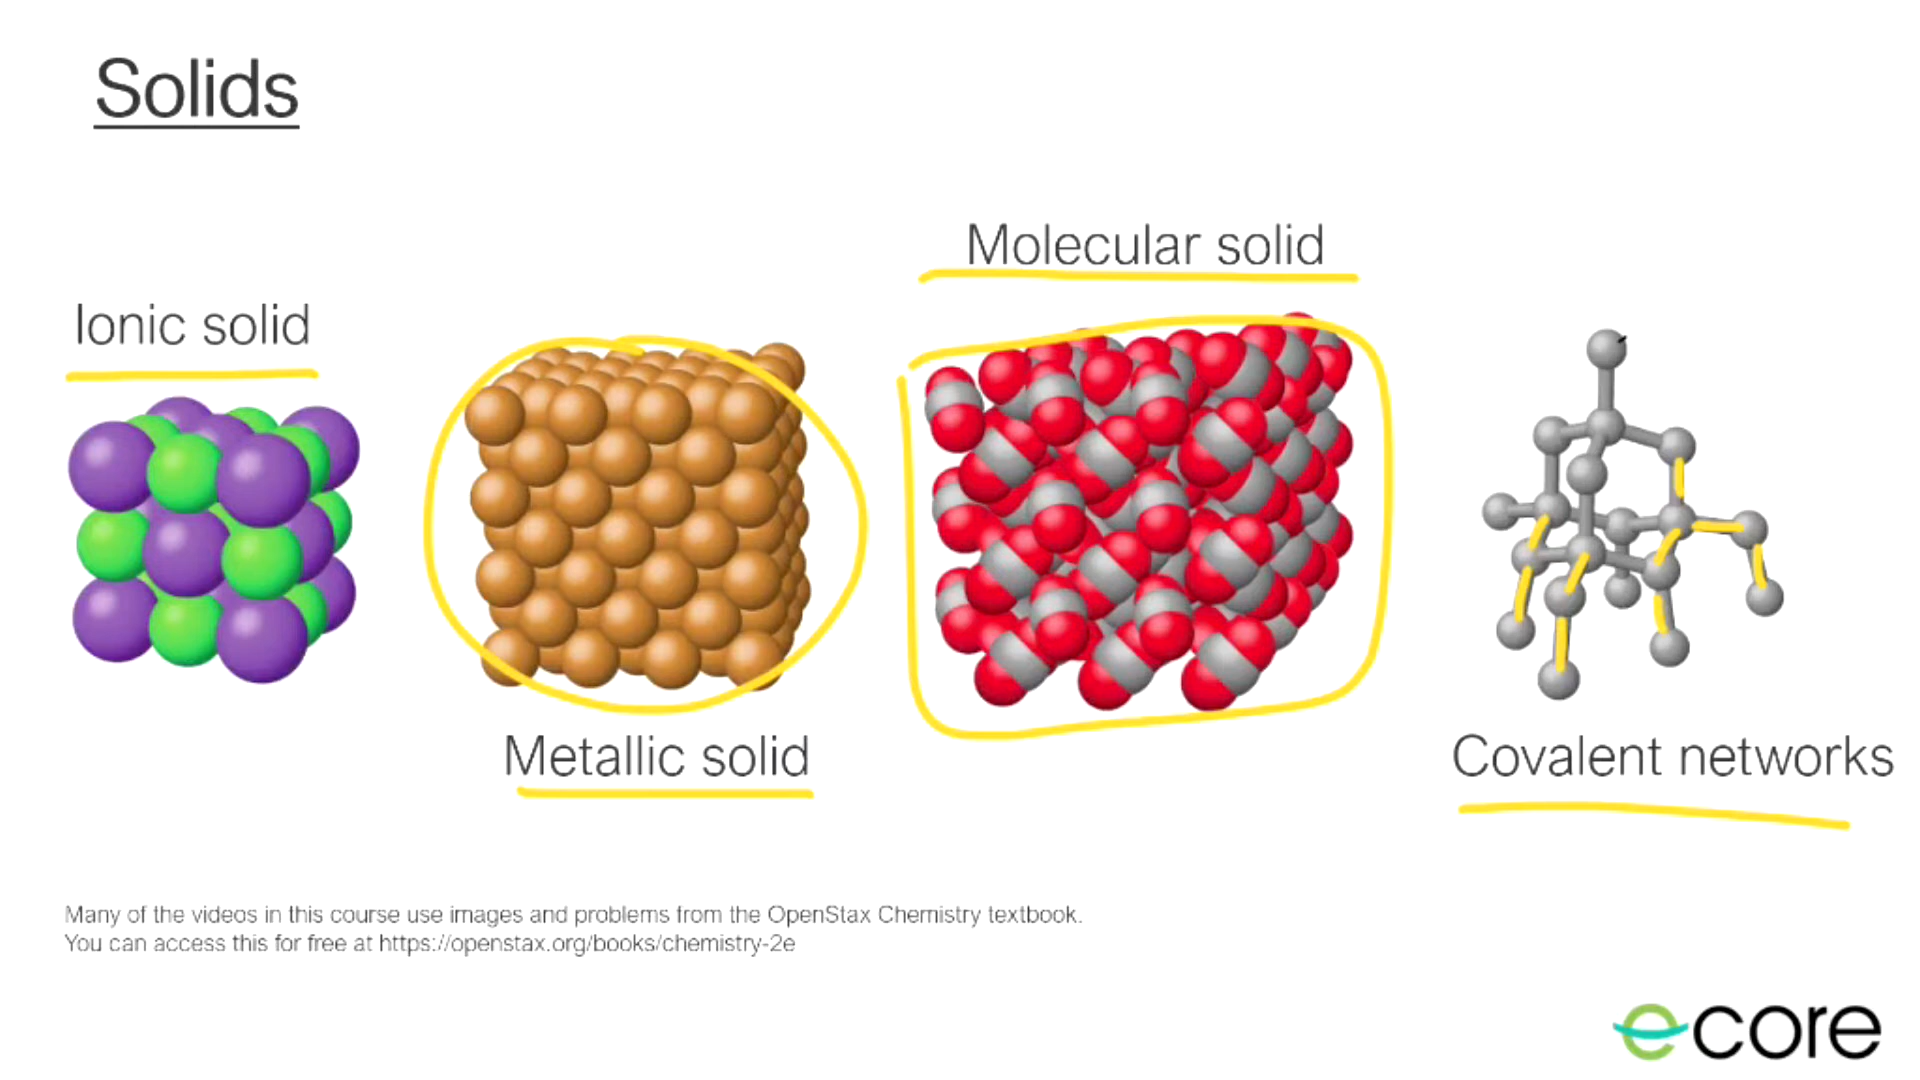 Solids
Molecular solid
Ionic solid
Metallic solid
Covalent networks
Many of the videos in this course use images and problems from the OpenStax Chemistry textbook.
You can access this for free at https://openstax.org/books/chemistry-2e
ecore